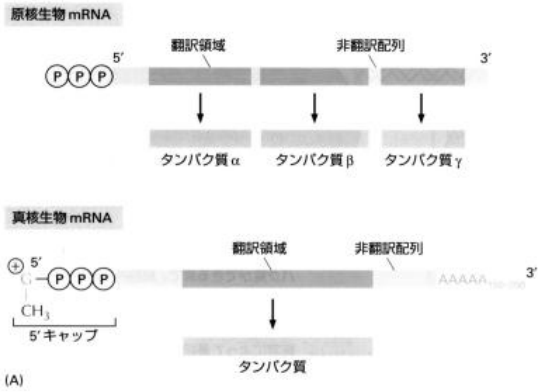 原核生物 mRNA
翻訳領域
非翻訳配列
5′
3′
P P P
タンパク質 α
タンパク質 β
タンパク質 γ
真核生物 mRNA
翻訳領域
非翻訳配列
+
5′
3′
G
P P P
AAAAA
CH3
5′ キャップ
タンパク質
(A)